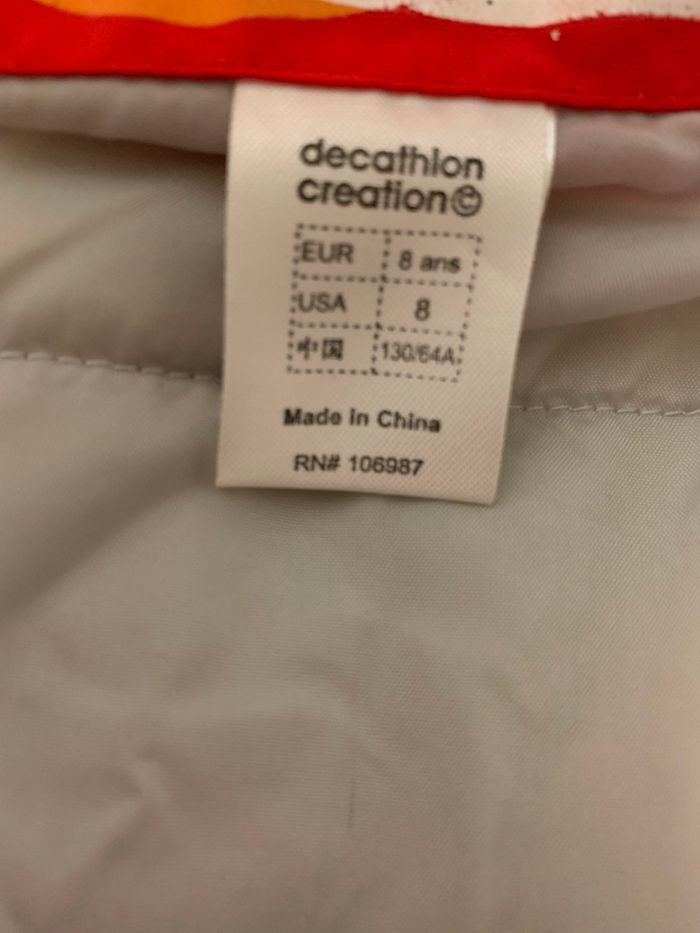 decathlon
creation©
EUR 8 ans
USA 8
中国 130/64A
Made in China
RN# 106987